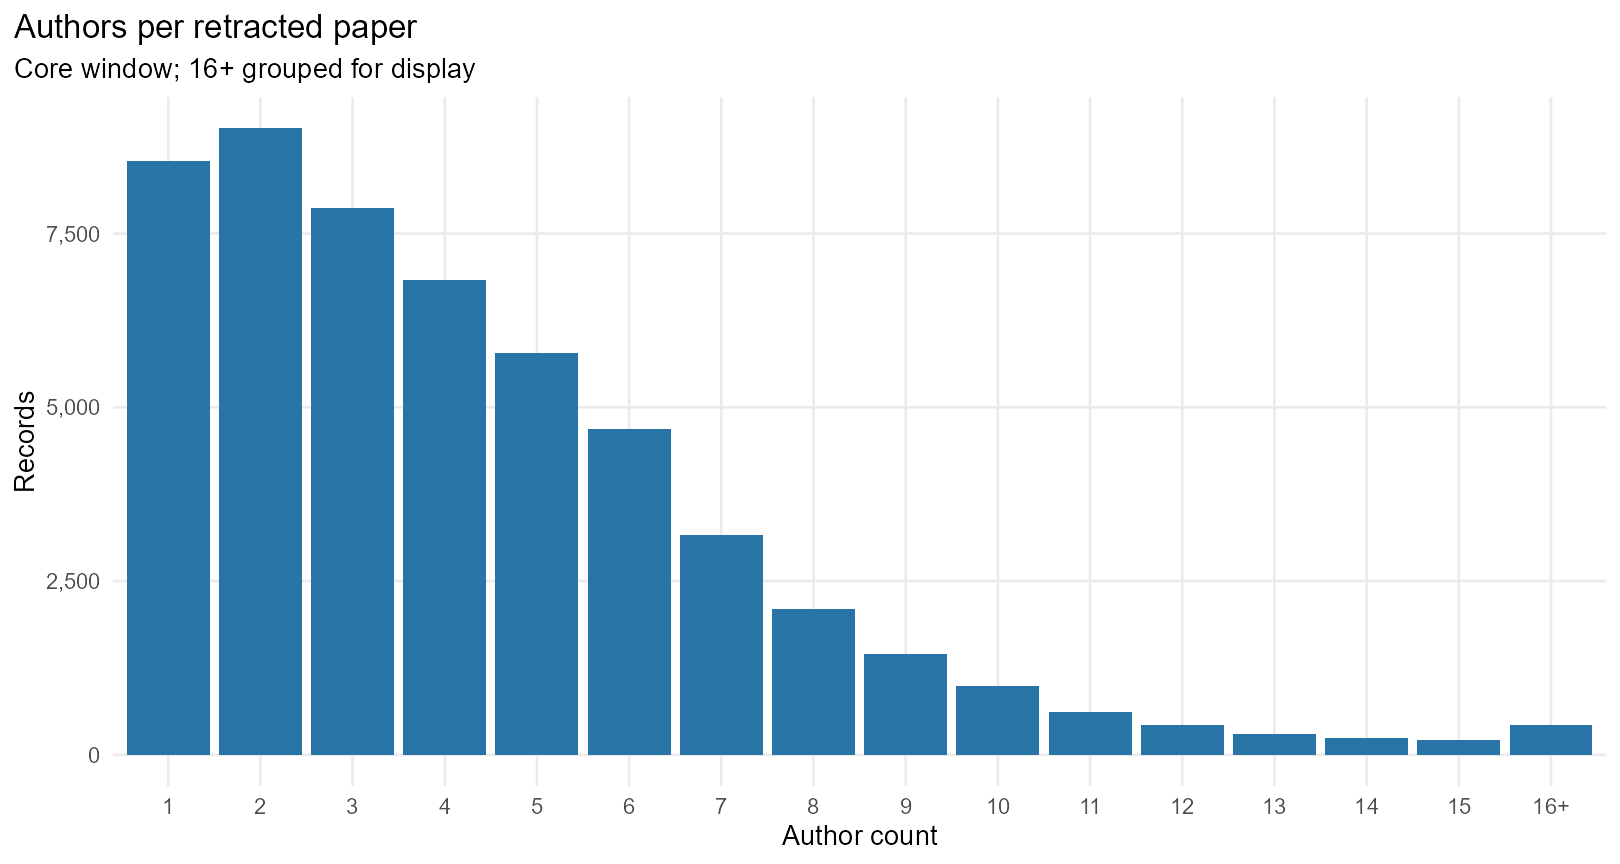 Authors per retracted paper
Core window; 16+ grouped for display
Records
7,500
5,000
2,500
0
1 2 3 4 5 6 7 8 9 10 11 12 13 14 15 16+
Author count